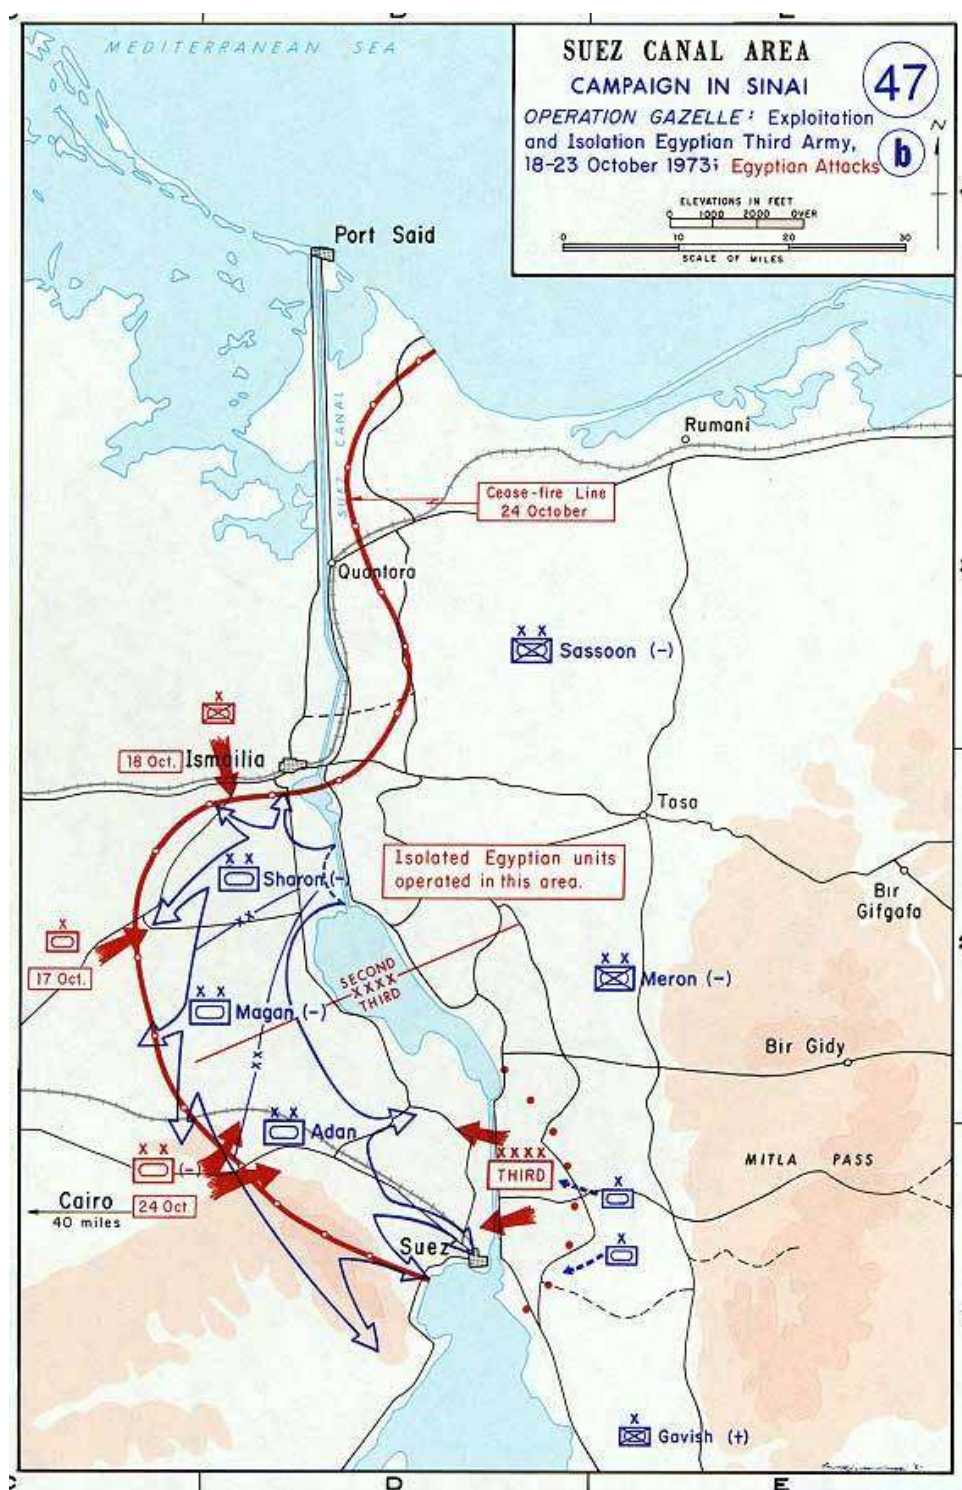 D
E
MEDITERRANEAN SEA
SUEZ CANAL AREA
CAMPAIGN IN SINAI
47
OPERATION GAZELLE: Exploitation
and Isolation Egyptian Third Army,
18-23 October 1973; Egyptian Attacks
b
N
ELEVATIONS IN FEET
0 1000 2000 OVER
0 10 20 30
SCALE OF MILES
Port Said
SUEZ CANAL
Rumani
Cease-fire Line
24 October
Quantara
X X
Sassoon (-)
X
18 Oct.
Ismailia
Tasa
Isolated Egyptian units
operated in this area.
X X
Sharon (-)
Bir
Gifgafa
XX
X
17 Oct.
SECOND
XXXX
THIRD
X X
Meron (-)
X X
Magan (-)
Bir Gidy
XX
X X
Adan
XXXX
THIRD
X X
(-)
MITLA PASS
X
Cairo
40 miles
24 Oct.
Suez
X
X
Gavish (+)
C
D
E